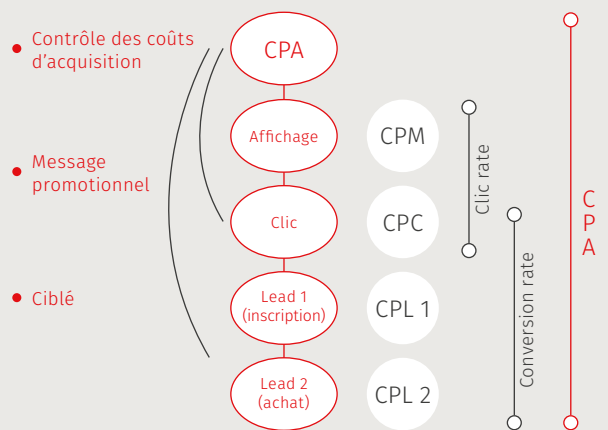 Contrôle des coûts
d’acquisition
Message
promotionnel
Ciblé
CPA
Affichage
Clic
Lead 1
(inscription)
Lead 2
(achat)
CPM
CPC
CPL 1
CPL 2
Clic rate
Conversion rate
C
P
A